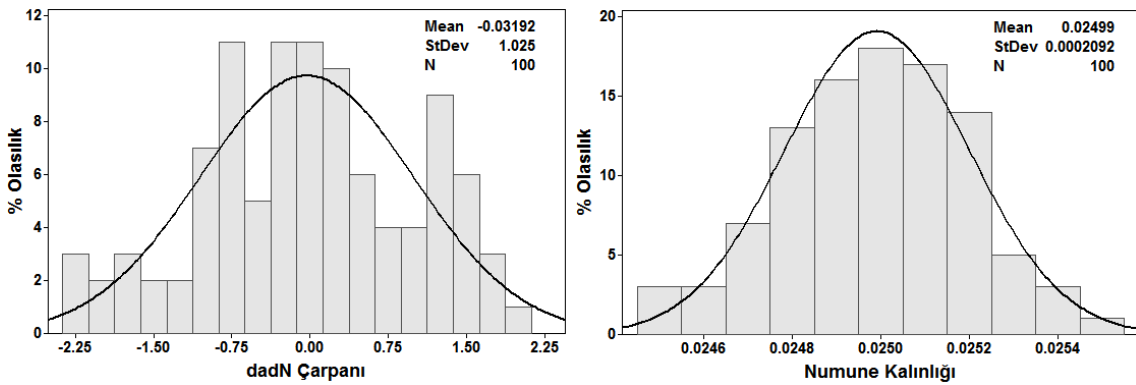 Mean -0.03192
StDev 1.025
N 100
% Olasılık
12
10
8
6
4
2
0
-2.25 -1.50 -0.75 0.00 0.75 1.50 2.25
dadN Çarpanı
Mean 0.02499
StDev 0.0002092
N 100
% Olasılık
20
15
10
5
0
0.0246 0.0248 0.0250 0.0252 0.0254
Numune Kalınlığı